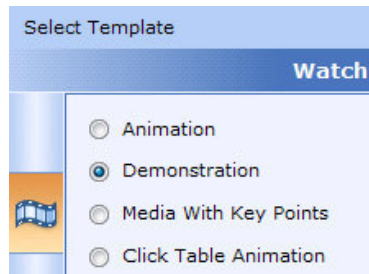 Select Template
Watch
Animation
Demonstration
Media With Key Points
Click Table Animation